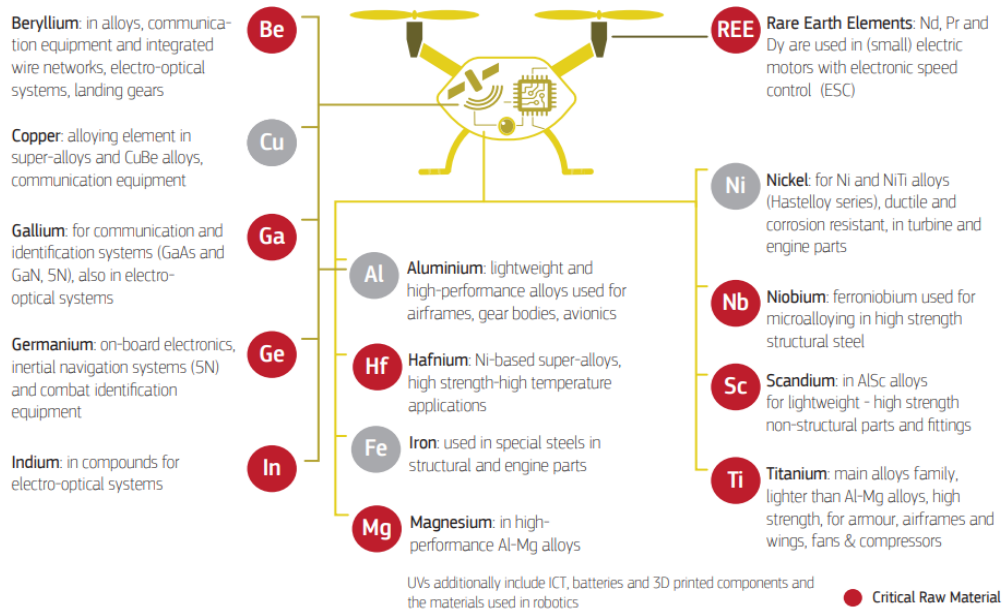 Be
Beryllium: in alloys, communica-
tion equipment and integrated
wire networks, electro-optical
systems, landing gears
Cu
Copper: alloying element in
super-alloys and CuBe alloys,
communication equipment
Ga
Gallium: for communication and
identification systems (GaAs and
GaN, 5N), also in electro-
optical systems
Ge
Germanium: on-board electronics,
inertial navigation systems (5N)
and combat identification
equipment
In
Indium: in compounds for
electro-optical systems
Al
Aluminium: lightweight and
high-performance alloys used for
airframes, gear bodies, avionics
Hf
Hafnium: Ni-based super-alloys,
high strength-high temperature
applications
Fe
Iron: used in special steels in
structural and engine parts
Mg
Magnesium: in high-
performance Al-Mg alloys
REE
Rare Earth Elements: Nd, Pr and
Dy are used in (small) electric
motors with electronic speed
control (ESC)
Ni
Nickel: for Ni and NiTi alloys
(Hastelloy series), ductile and
corrosion resistant, in turbine and
engine parts
Nb
Niobium: ferroniobium used for
microalloying in high strength
structural steel
Sc
Scandium: in AlSc alloys
for lightweight - high strength
non-structural parts and fittings
Ti
Titanium: main alloys family,
lighter than Al-Mg alloys, high
strength, for armour, airframes and
wings, fans & compressors
UVs additionally include ICT, batteries and 3D printed components and
the materials used in robotics
Critical Raw Material